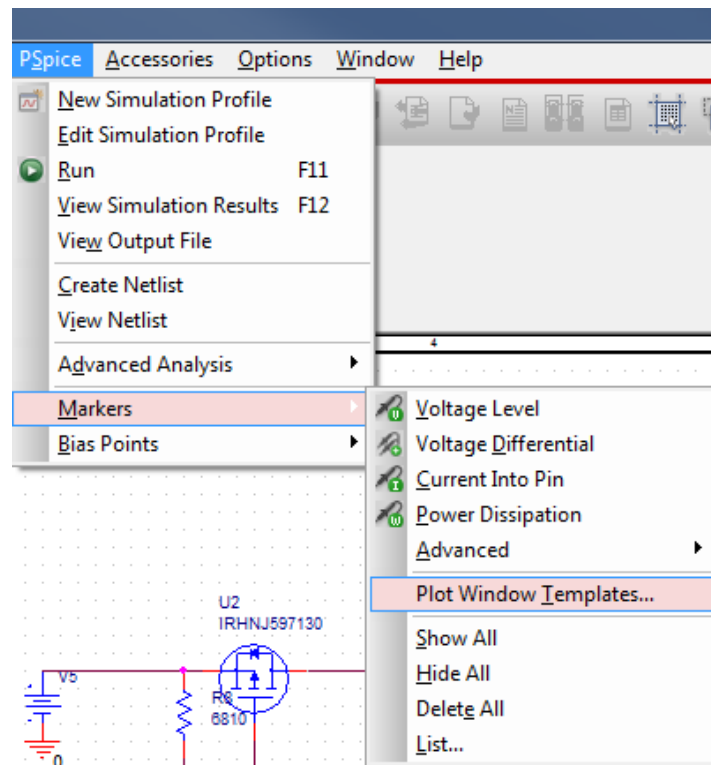 PSpice Accessories Options Window Help
New Simulation Profile
Edit Simulation Profile
Run F11
View Simulation Results F12
View Output File
Create Netlist
View Netlist
Advanced Analysis
Markers
Bias Points
4
Voltage Level
Voltage Differential
Current Into Pin
Power Dissipation
Advanced
Plot Window Templates...
Show All
Hide All
Delete All
List...
U2
IRHNJ597130
V5
R8
6810
0